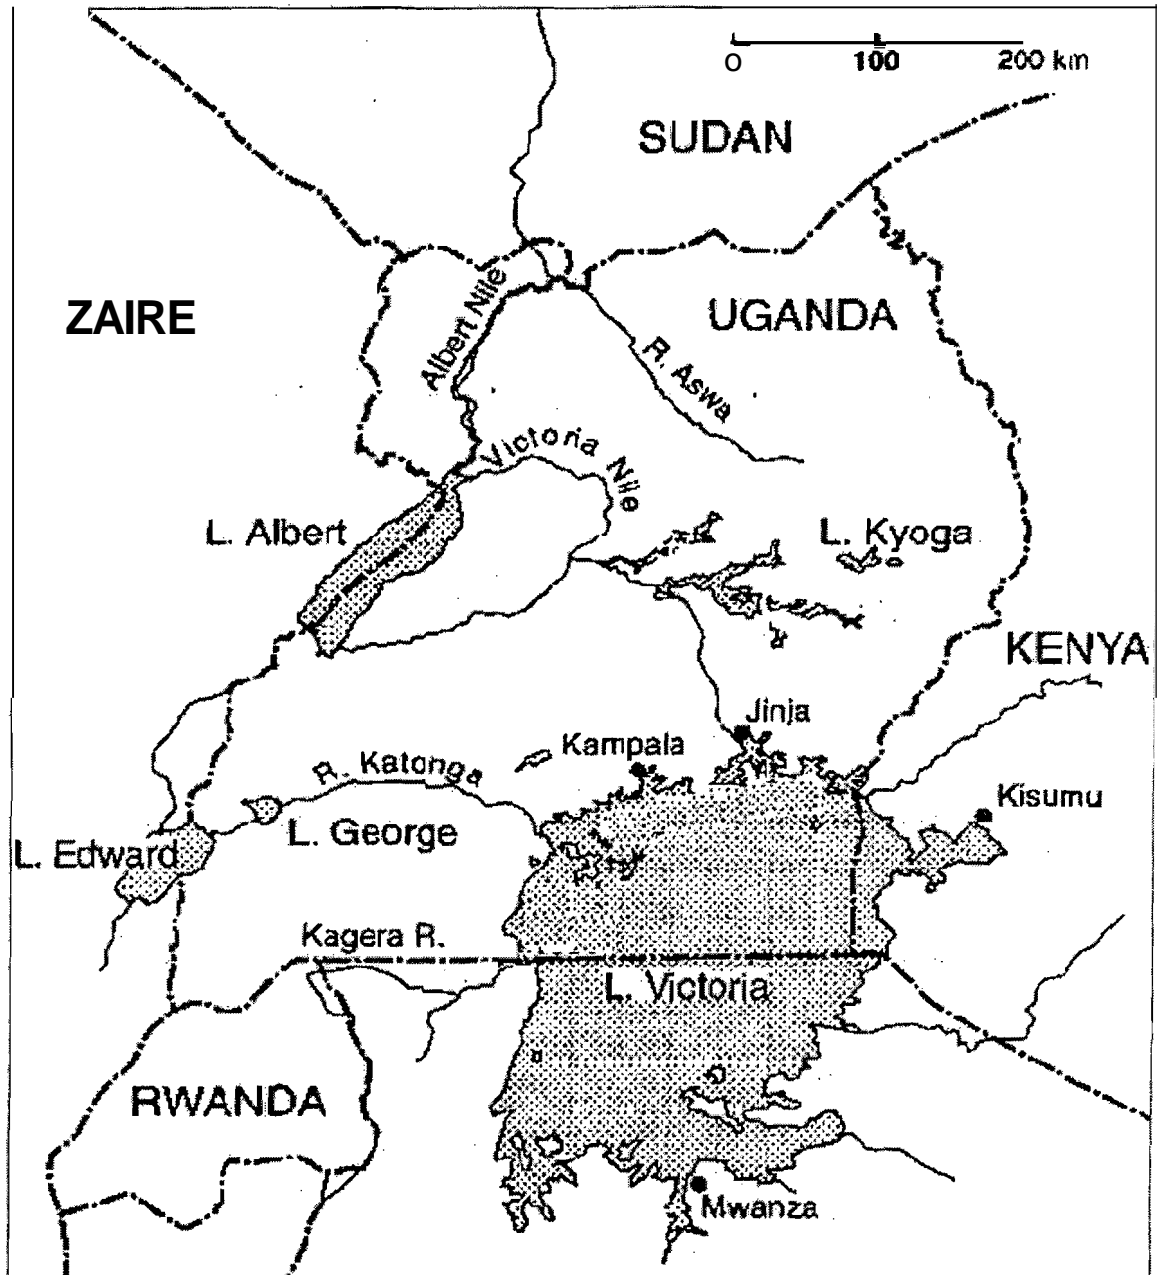 0 100 200 km
SUDAN
ZAIRE
Albert Nile
UGANDA
R. Aswa
Victoria Nile
L. Albert
L. Kyoga
KENYA
Jinja
Kampala
R. Katonga
Kisumu
L. George
L. Edward
Kagera R.
L. Victoria
RWANDA
Mwanza